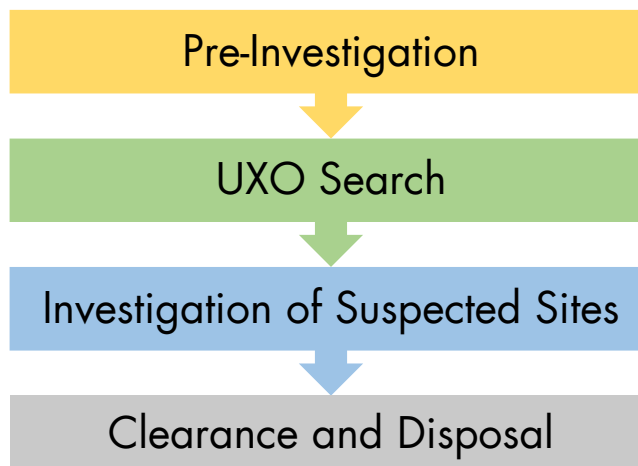 Pre-Investigation
UXO Search
Investigation of Suspected Sites
Clearance and Disposal